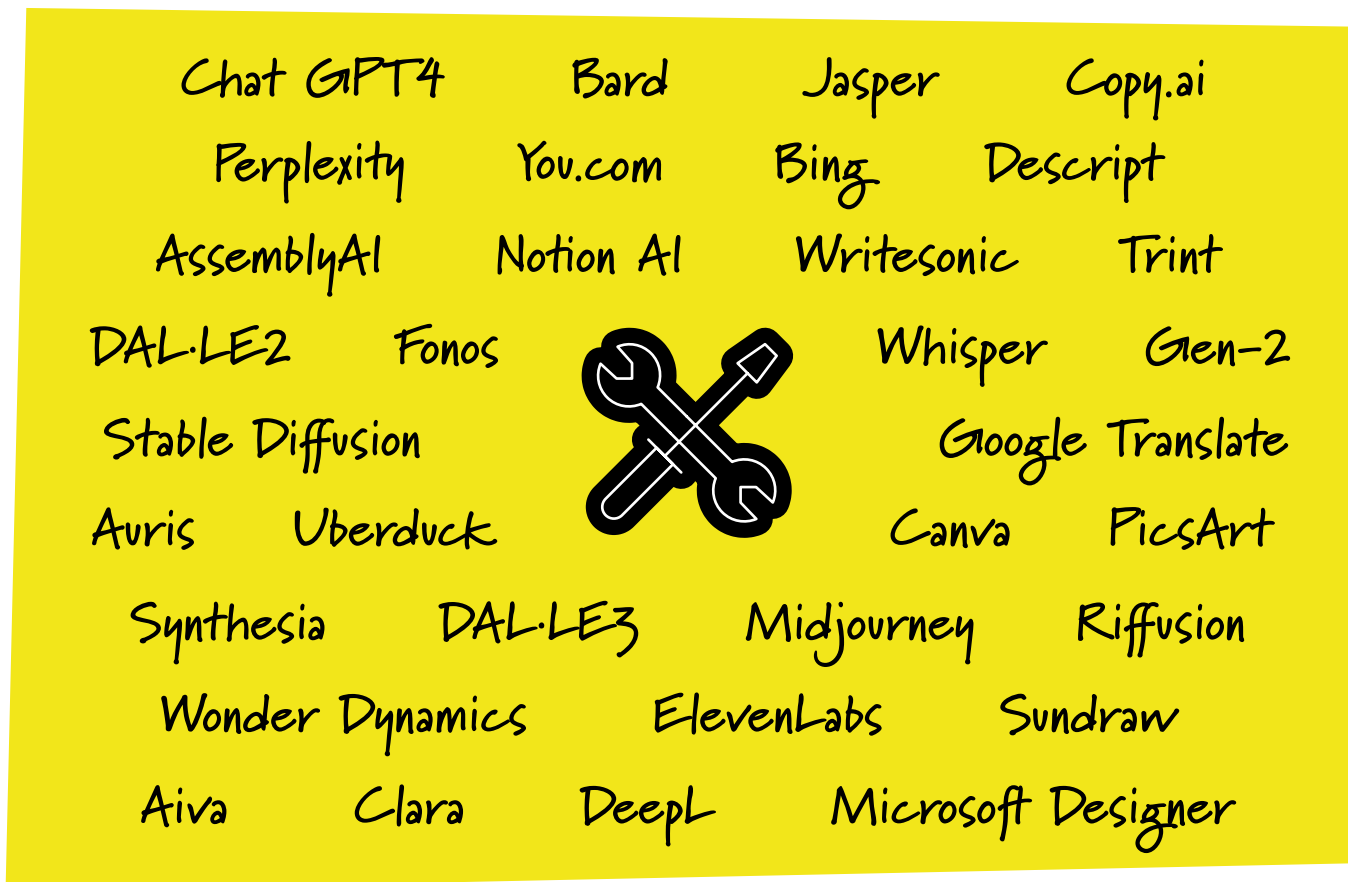 Chat GPT4 Bard Jasper Copy.ai
Perplexity You.com Bing Descript
AssemblyAI Notion AI Writesonic Trint
DAL·LE2 Fonos Whisper Gen-2
Stable Diffusion Google Translate
Auris Uberduck Canva PicsArt
Synthesia DAL·LE3 Midjourney Riffusion
Wonder Dynamics ElevenLabs Sundraw
Aiva Clara DeepL Microsoft Designer